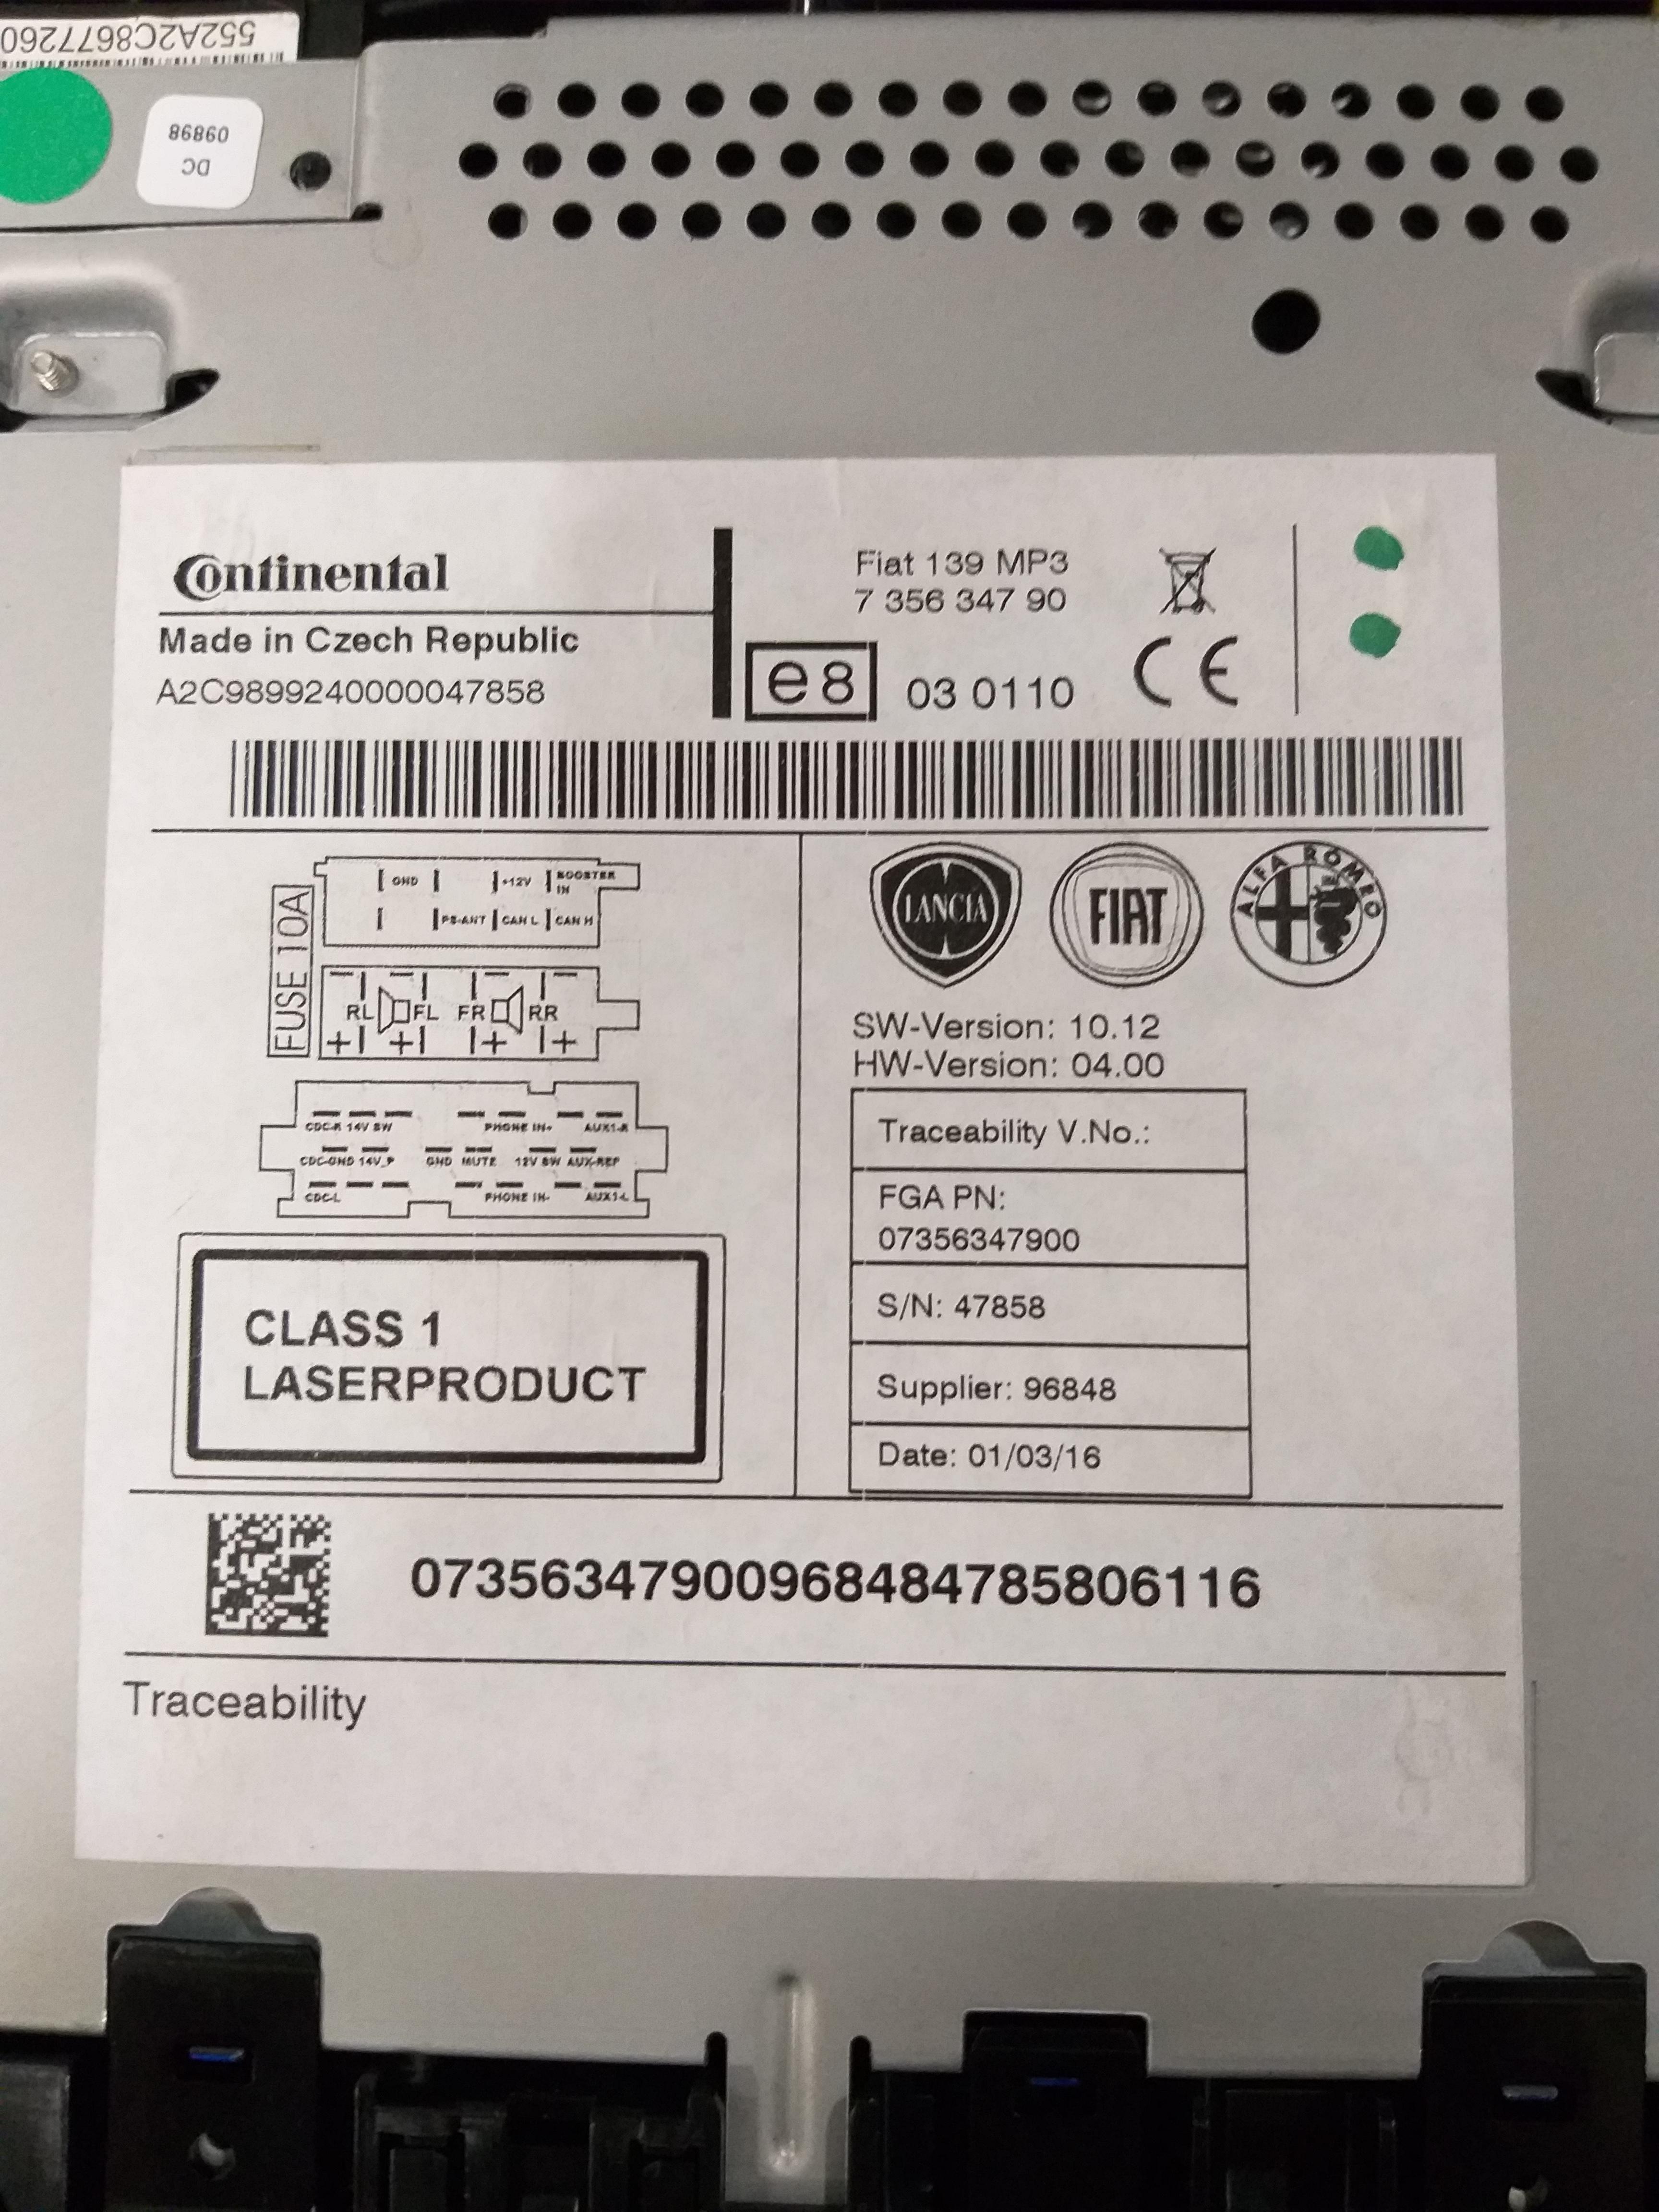 552A2C8677260
DC
09898
Continental
Made in Czech Republic
A2C9899240000047858
Fiat 139 MP3
7 356 347 90
e8 03 0110 CE
FUSE 10A
GND +12V BOOSTER IN
PS-ANT CAN L CAN H
RL FL FR RR
CDC-R 14V SW PHONE IN+ AUX1-R
CDC-GND 14V_P GND MUTE 12V SW AUX-REF
CDC-L PHONE IN- AUX1-L
CLASS 1
LASERPRODUCT
LANCIA FIAT ALFA ROMEO
SW-Version: 10.12
HW-Version: 04.00
Traceability V.No.:
FGA PN:
07356347900
S/N: 47858
Supplier: 96848
Date: 01/03/16
07356347900968484785806116
Traceability